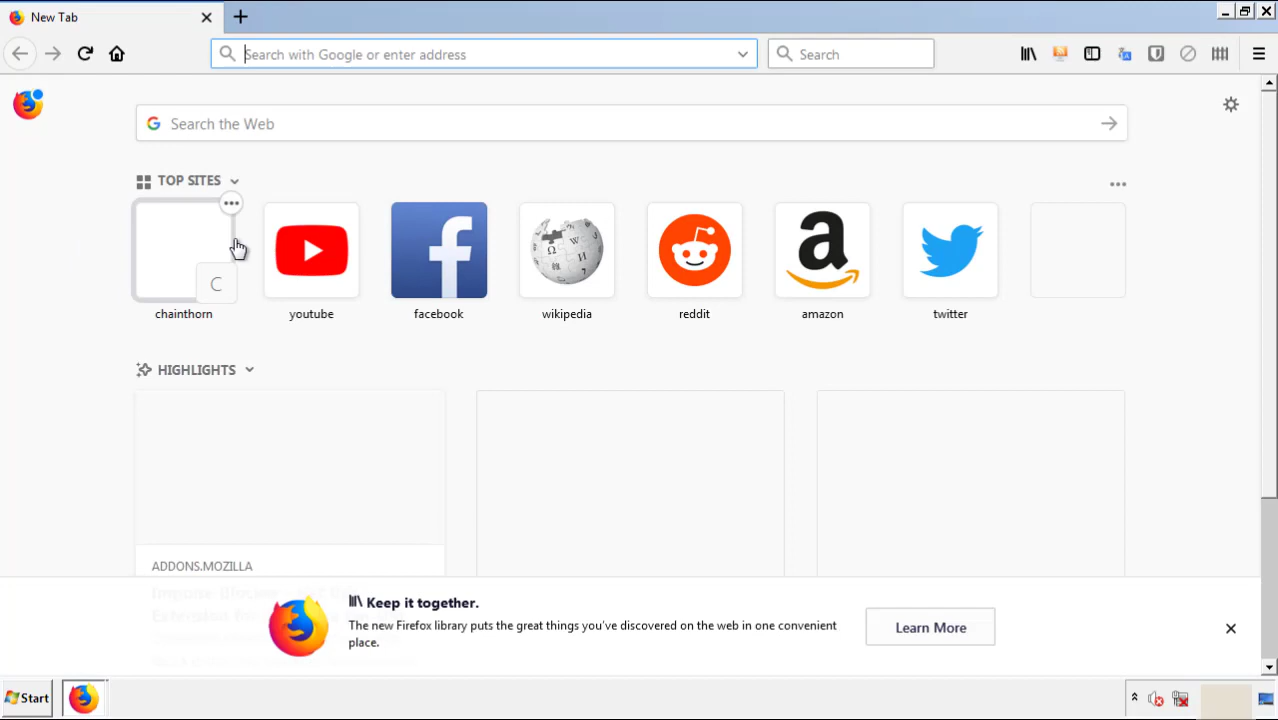 New Tab
Search with Google or enter address
Search
Search the Web
TOP SITES
C
chainthorn
youtube
facebook
wikipedia
reddit
amazon
twitter
HIGHLIGHTS
ADDONS.MOZILLA
Keep it together.
The new Firefox library puts the great things you've discovered on the web in one convenient
place.
Learn More
Start